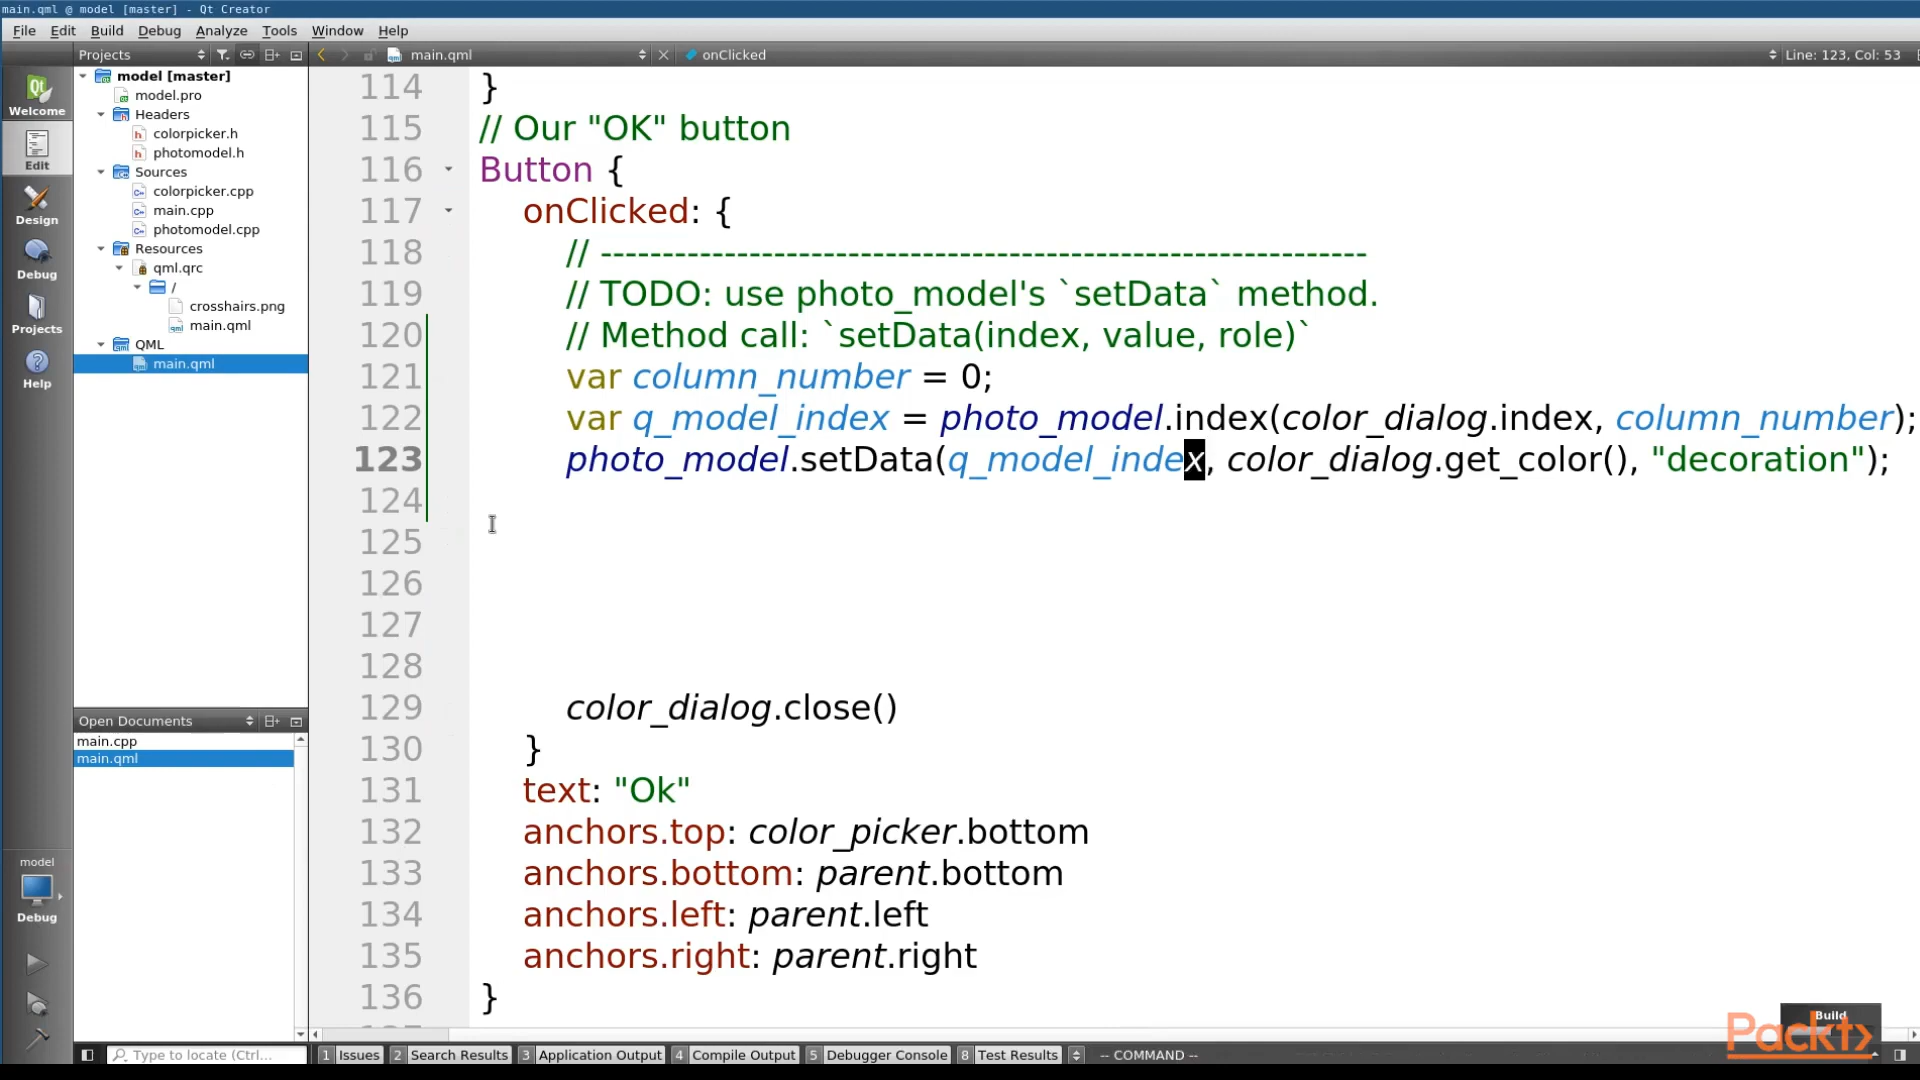 main.qml @ model [master] - Qt Creator
File Edit Build Debug Analyze Tools Window Help
Projects main.qml onClicked Line: 123, Col: 53
Welcome
Edit
Design
Debug
Projects
Help
model
Debug
model [master]
model.pro
Headers
colorpicker.h
photomodel.h
Sources
colorpicker.cpp
main.cpp
photomodel.cpp
Resources
qml.qrc
/
crosshairs.png
main.qml
QML
main.qml
Open Documents
main.cpp
main.qml
114 }
115 // Our "OK" button
116 Button {
117 onClicked: {
118 // --------------------------------------------------------------
119 // TODO: use photo_model's `setData` method.
120 // Method call: `setData(index, value, role)`
121 var column_number = 0;
122 var q_model_index = photo_model.index(color_dialog.index, column_number);
123 photo_model.setData(q_model_index, color_dialog.get_color(), "decoration");
124
125
126
127
128
129 color_dialog.close()
130 }
131 text: "Ok"
132 anchors.top: color_picker.bottom
133 anchors.bottom: parent.bottom
134 anchors.left: parent.left
135 anchors.right: parent.right
136 }
Build
Packt>
Type to locate (Ctrl... 1 Issues 2 Search Results 3 Application Output 4 Compile Output 5 Debugger Console 8 Test Results -- COMMAND --